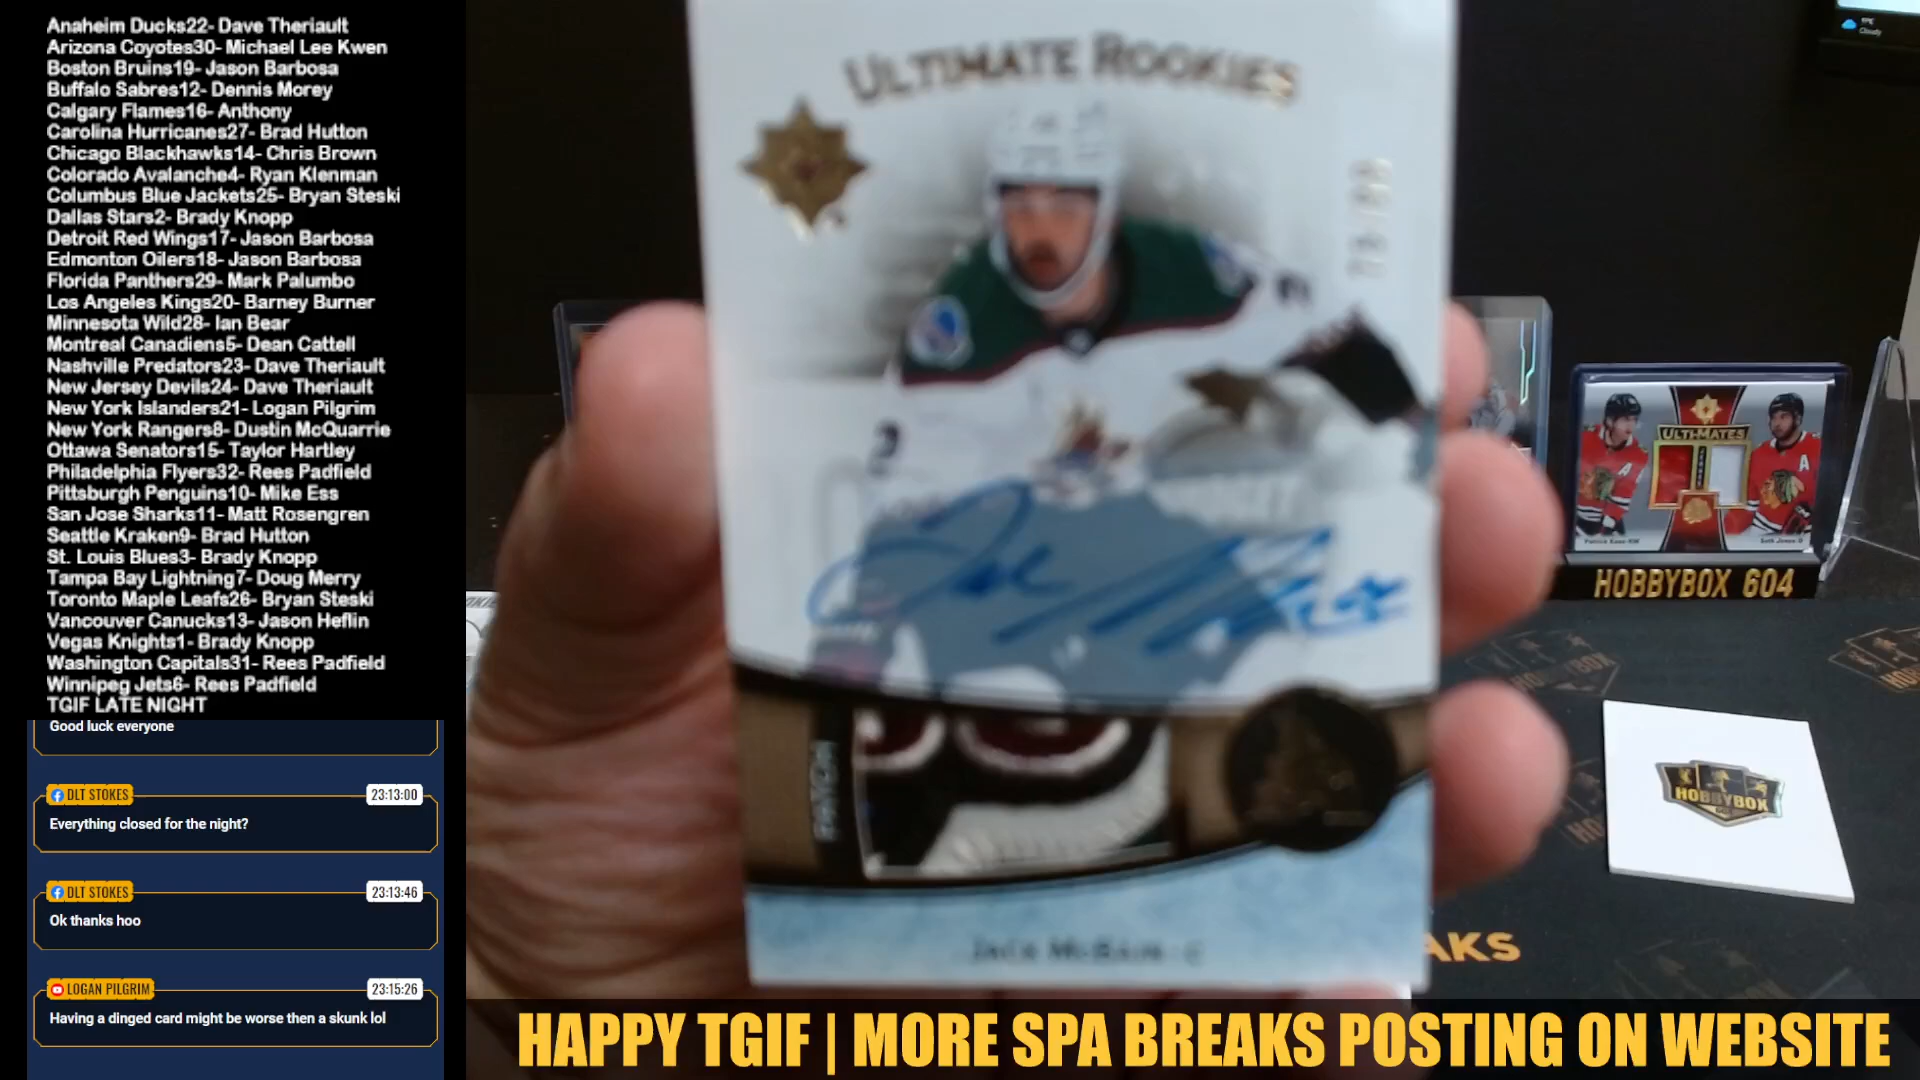 Anaheim Ducks22- Dave Theriault
Arizona Coyotes30- Michael Lee Kwen
Boston Bruins19- Jason Barbosa
Buffalo Sabres12- Dennis Morey
Calgary Flames16- Anthony
Carolina Hurricanes27- Brad Hutton
Chicago Blackhawks14- Chris Brown
Colorado Avalanche4- Ryan Klenman
Columbus Blue Jackets25- Bryan Steski
Dallas Stars2- Brady Knopp
Detroit Red Wings17- Jason Barbosa
Edmonton Oilers18- Jason Barbosa
Florida Panthers29- Mark Palumbo
Los Angeles Kings20- Barney Burner
Minnesota Wild28- Ian Bear
Montreal Canadiens5- Dean Cattell
Nashville Predators23- Dave Theriault
New Jersey Devils24- Dave Theriault
New York Islanders21- Logan Pilgrim
New York Rangers8- Dustin McQuarrie
Ottawa Senators15- Taylor Hartley
Philadelphia Flyers32- Rees Padfield
Pittsburgh Penguins10- Mike Ess
San Jose Sharks11- Matt Rosengren
Seattle Kraken9- Brad Hutton
St. Louis Blues3- Brady Knopp
Tampa Bay Lightning7- Doug Merry
Toronto Maple Leafs26- Bryan Steski
Vancouver Canucks13- Jason Heflin
Vegas Knights1- Brady Knopp
Washington Capitals31- Rees Padfield
Winnipeg Jets6- Rees Padfield
TGIF LATE NIGHT
Good luck everyone
DLT STOKES 23:13:00
Everything closed for the night?
DLT STOKES 23:13:46
Ok thanks hoo
LOGAN PILGRIM 23:15:26
Having a dinged card might be worse then a skunk lol
ULTIMATE ROOKIES
Jack McBain - C
Cloudy
ULTIMATES
Patrick Kane RW
Seth Jones D
HOBBYBOX 604
HOBBYBOX
AKS
HAPPY TGIF | MORE SPA BREAKS POSTING ON WEBSITE